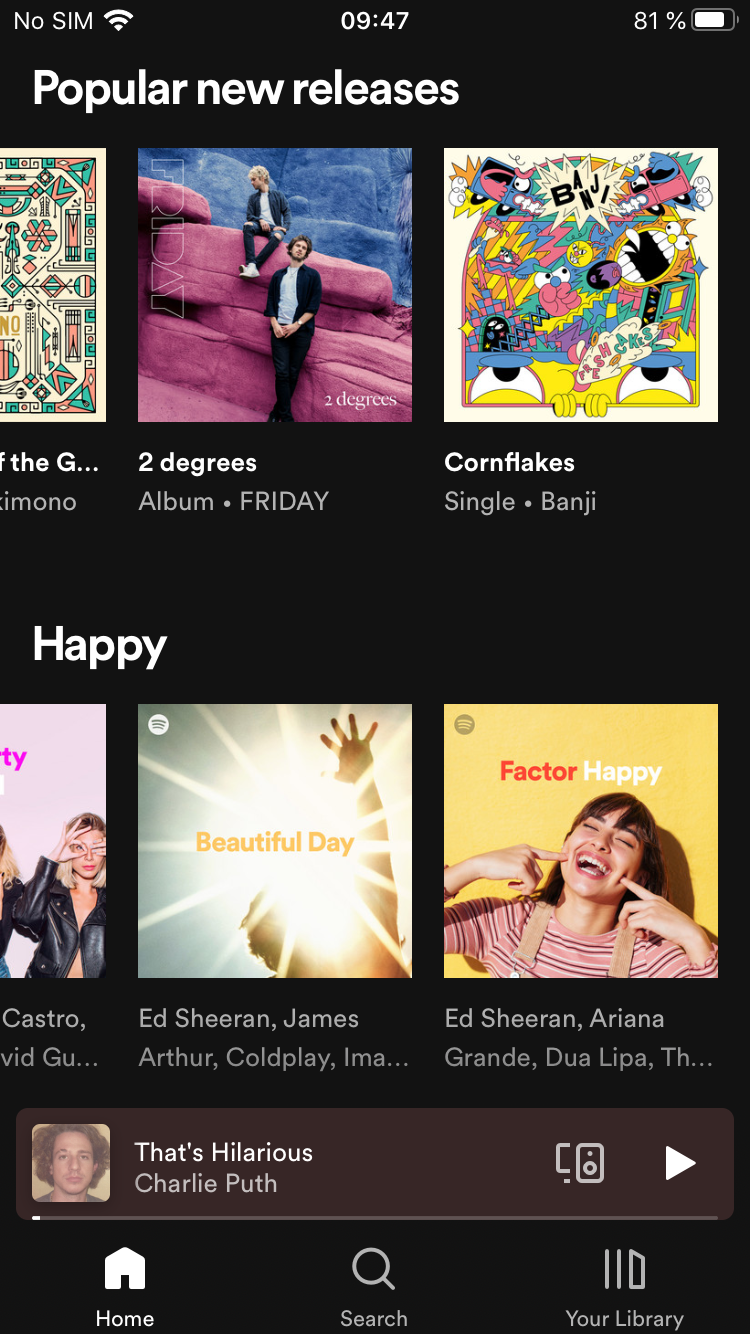 No SIM 09:47 81 %
Popular new releases
NO
FRIDAY
2 degrees
BANJI
FRESH CAKES
f the G...
kimono
2 degrees
Album • FRIDAY
Cornflakes
Single • Banji
Happy
rty
Beautiful Day
Factor Happy
Castro,
vid Gu...
Ed Sheeran, James
Arthur, Coldplay, Ima...
Ed Sheeran, Ariana
Grande, Dua Lipa, Th...
That's Hilarious
Charlie Puth
Home
Search
Your Library